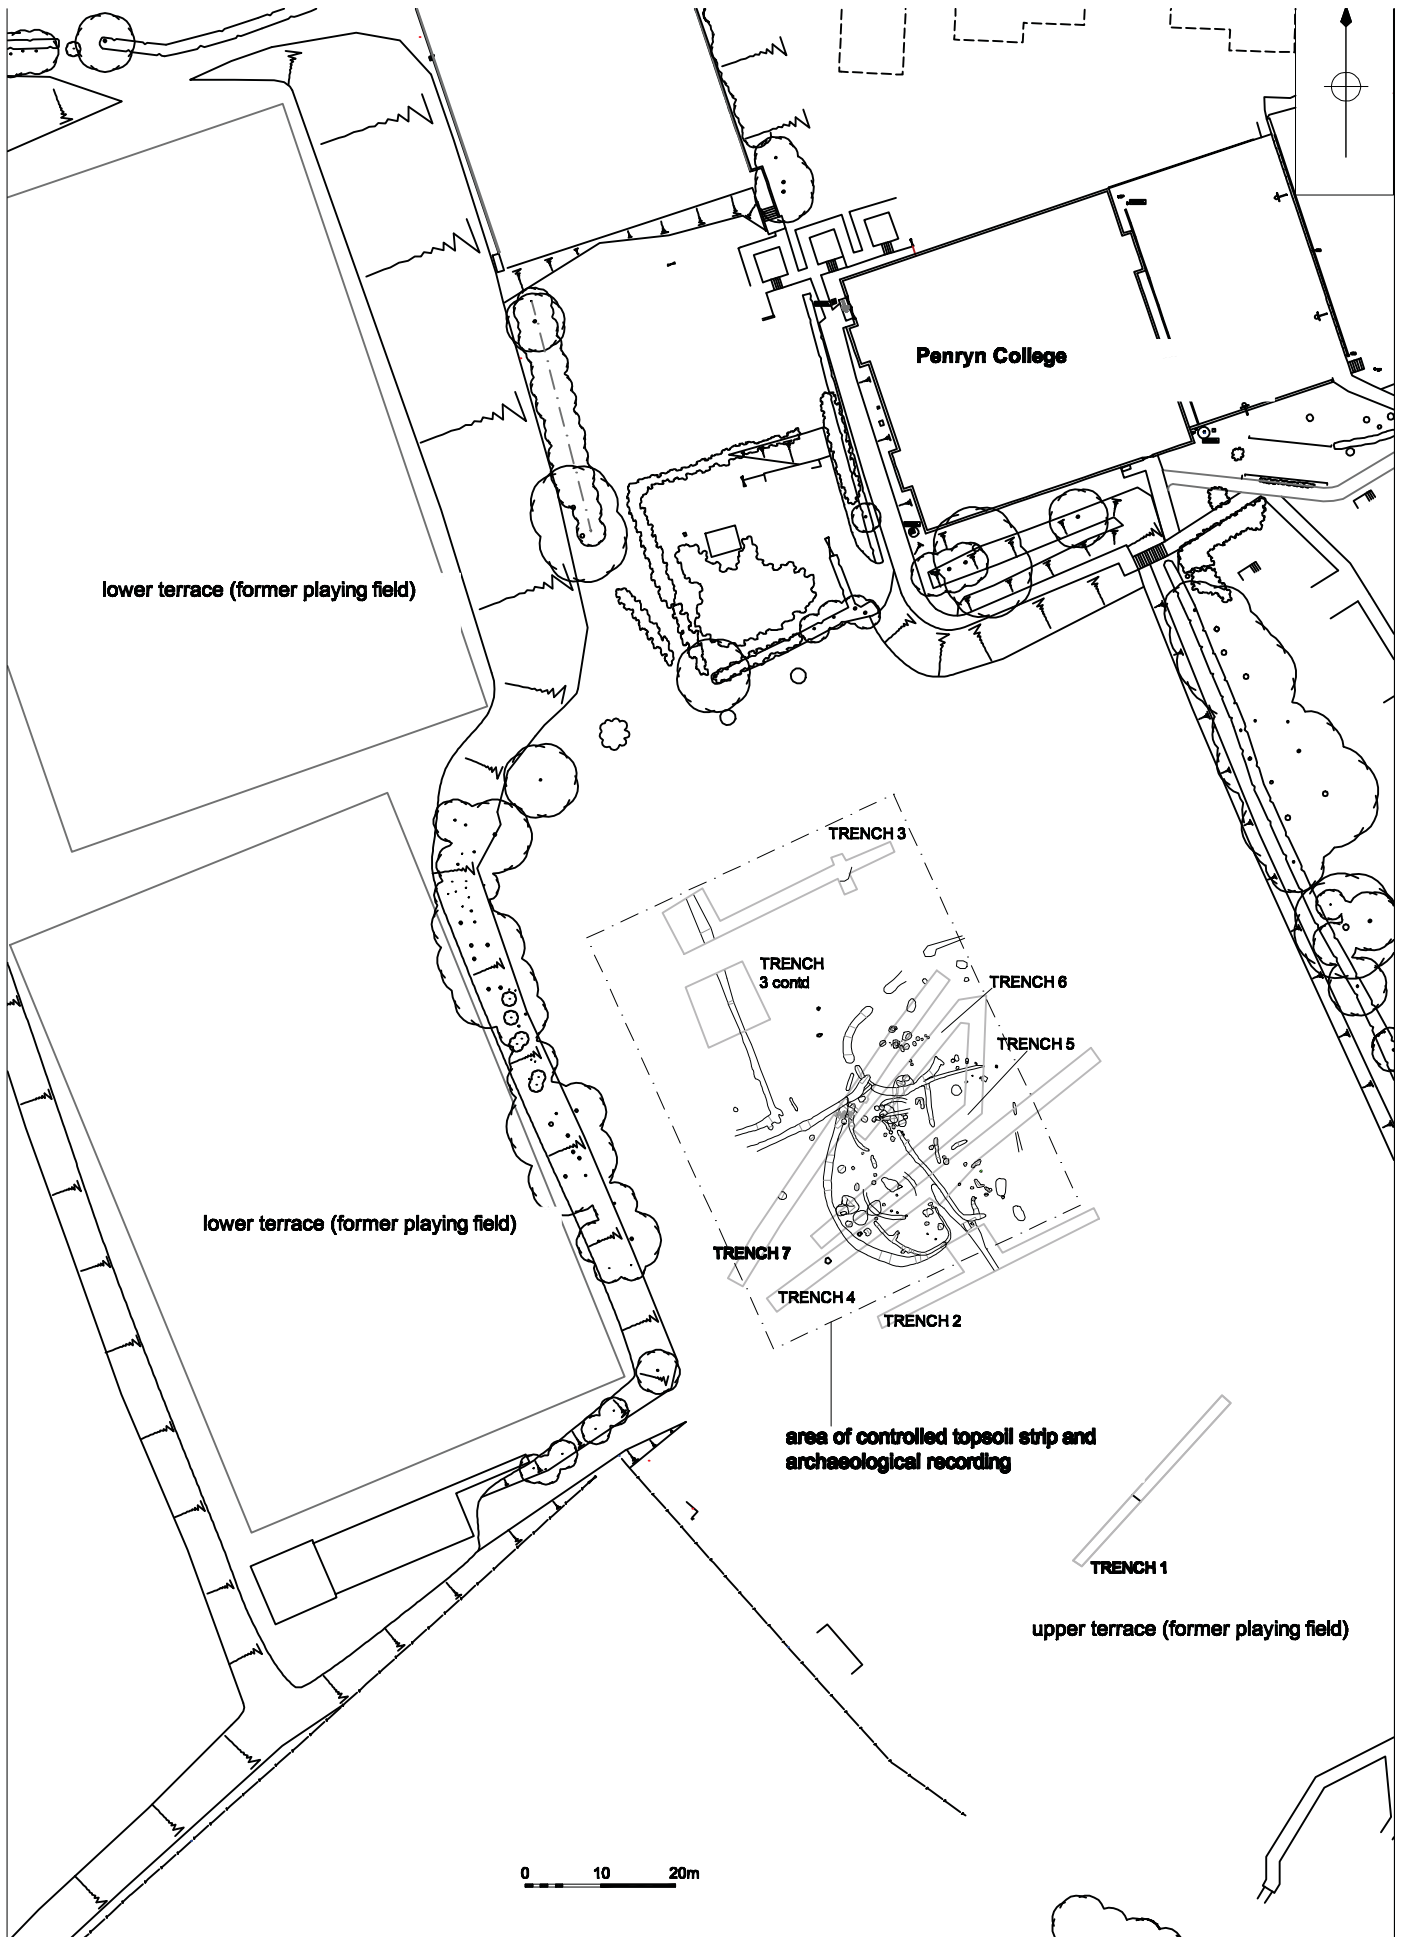 Penryn College
lower terrace (former playing field)
TRENCH 3
TRENCH
3 contd
TRENCH 6
TRENCH 5
lower terrace (former playing field)
TRENCH 7
TRENCH 4
TRENCH 2
area of controlled topsoil strip and
archaeological recording
TRENCH 1
upper terrace (former playing field)
0 10 20m